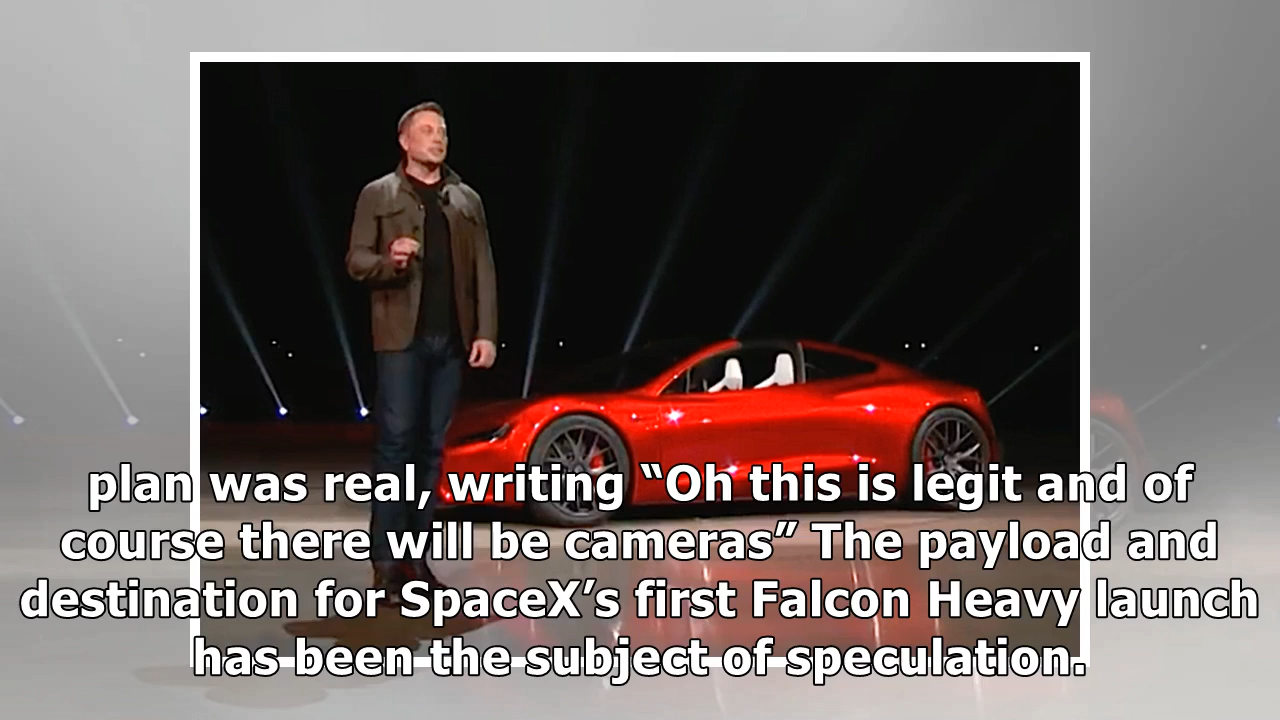 plan was real, writing “Oh this is legit and of
course there will be cameras” The payload and
destination for SpaceX’s first Falcon Heavy launch
has been the subject of speculation.